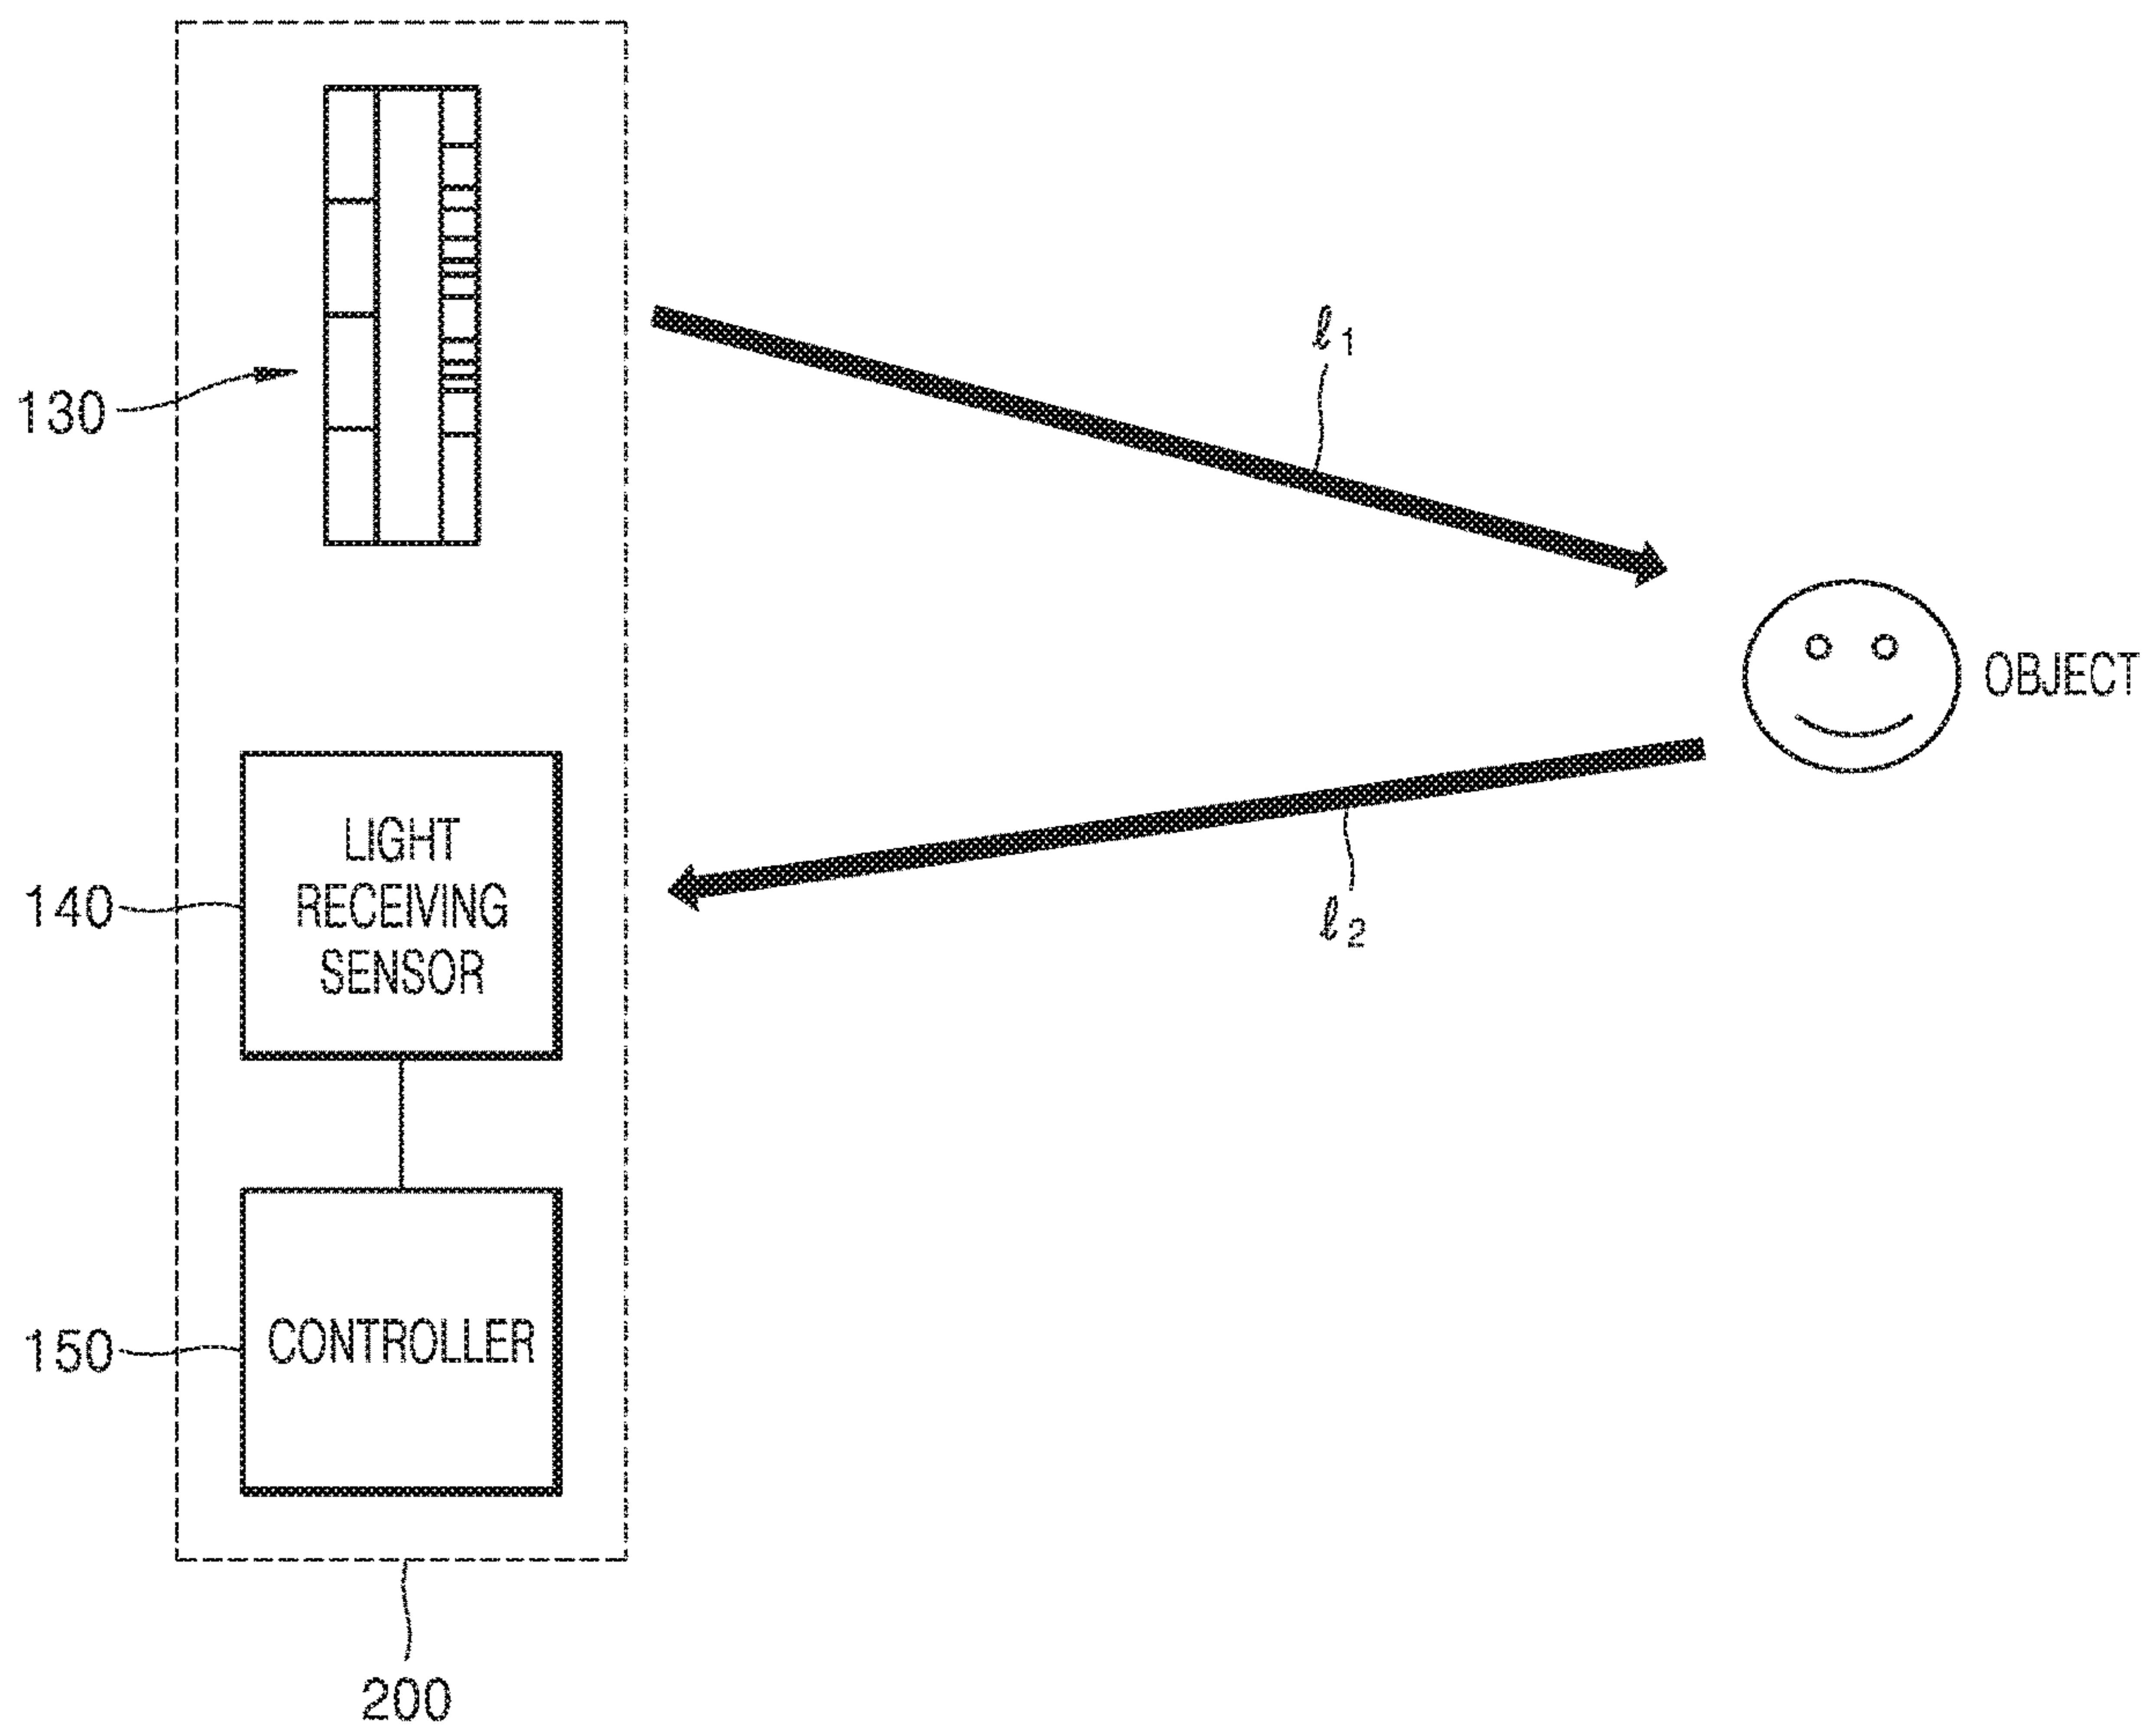 130
ℓ1
OBJECT
LIGHT
RECEIVING
SENSOR
140
ℓ2
150
CONTROLLER
200